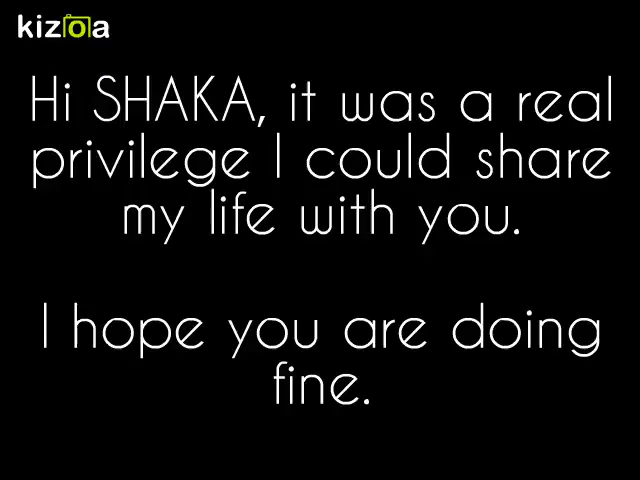 kizoa
Hi SHAKA, it was a real
privilege I could share
my life with you.
I hope you are doing
fine.